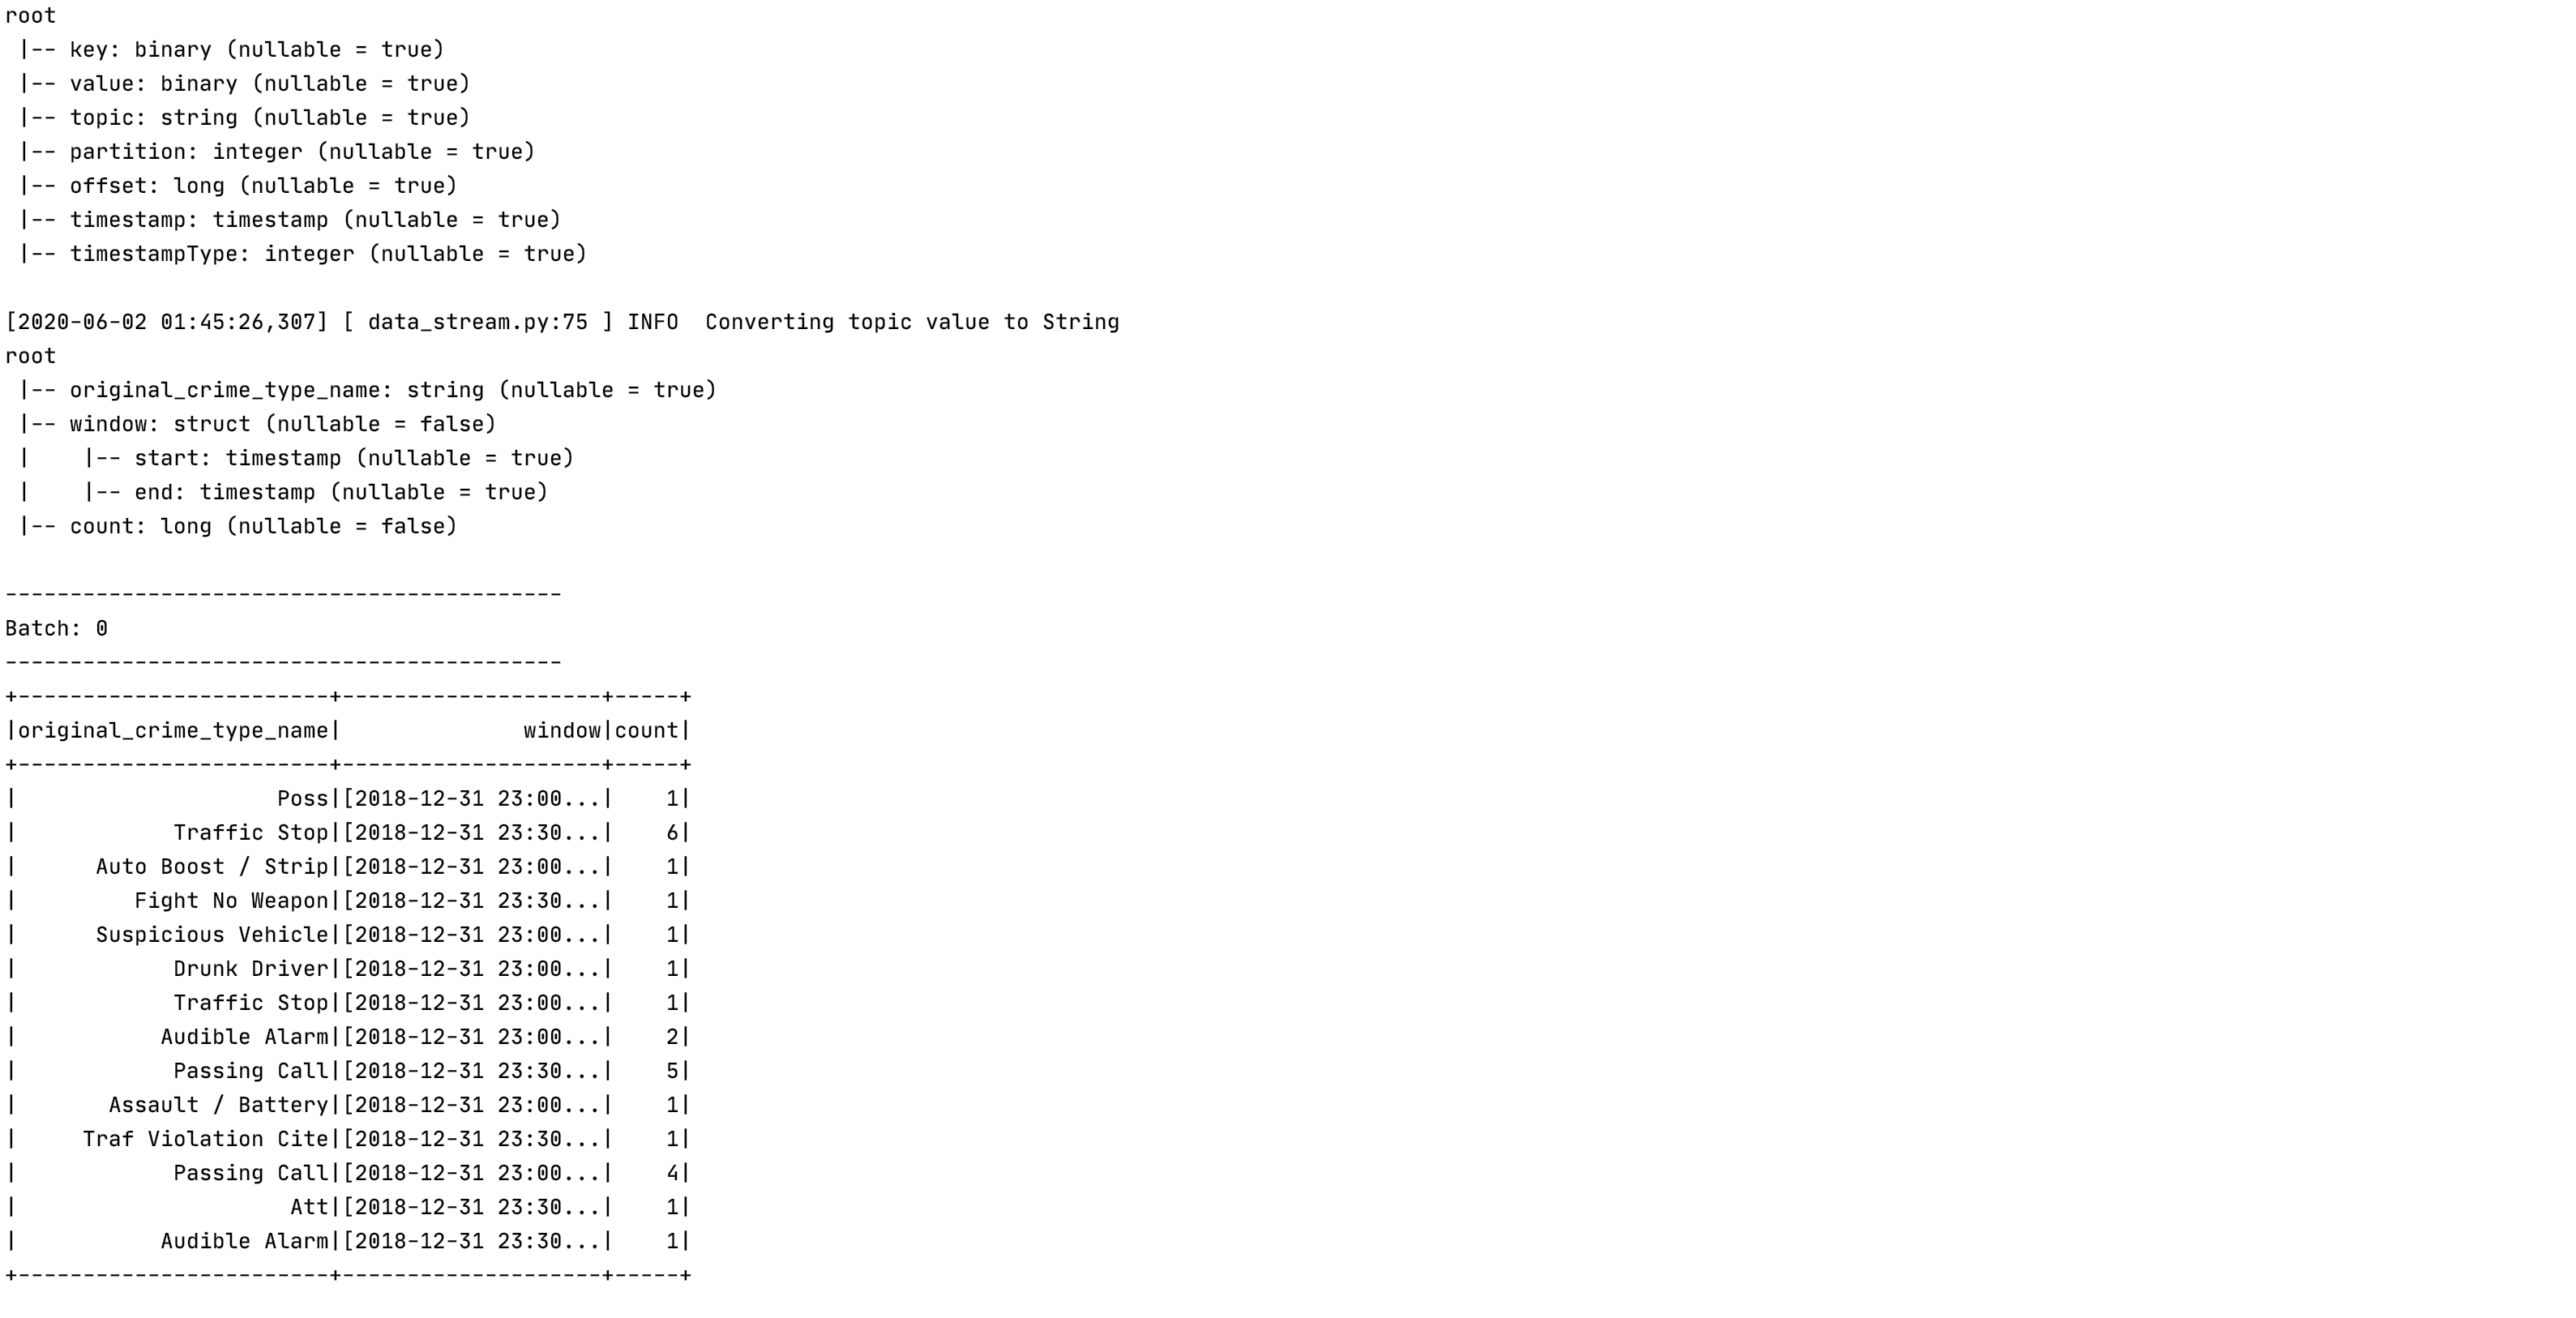 root
 |-- key: binary (nullable = true)
 |-- value: binary (nullable = true)
 |-- topic: string (nullable = true)
 |-- partition: integer (nullable = true)
 |-- offset: long (nullable = true)
 |-- timestamp: timestamp (nullable = true)
 |-- timestampType: integer (nullable = true)

[2020-06-02 01:45:26,307] [ data_stream.py:75 ] INFO  Converting topic value to String
root
 |-- original_crime_type_name: string (nullable = true)
 |-- window: struct (nullable = false)
 |    |-- start: timestamp (nullable = true)
 |    |-- end: timestamp (nullable = true)
 |-- count: long (nullable = false)

-------------------------------------------
Batch: 0
-------------------------------------------
+------------------------+--------------------+-----+
|original_crime_type_name|              window|count|
+------------------------+--------------------+-----+
|                    Poss|[2018-12-31 23:00...|    1|
|            Traffic Stop|[2018-12-31 23:30...|    6|
|      Auto Boost / Strip|[2018-12-31 23:00...|    1|
|         Fight No Weapon|[2018-12-31 23:30...|    1|
|      Suspicious Vehicle|[2018-12-31 23:00...|    1|
|            Drunk Driver|[2018-12-31 23:00...|    1|
|            Traffic Stop|[2018-12-31 23:00...|    1|
|           Audible Alarm|[2018-12-31 23:00...|    2|
|            Passing Call|[2018-12-31 23:30...|    5|
|       Assault / Battery|[2018-12-31 23:00...|    1|
|     Traf Violation Cite|[2018-12-31 23:30...|    1|
|            Passing Call|[2018-12-31 23:00...|    4|
|                     Att|[2018-12-31 23:30...|    1|
|           Audible Alarm|[2018-12-31 23:30...|    1|
+------------------------+--------------------+-----+